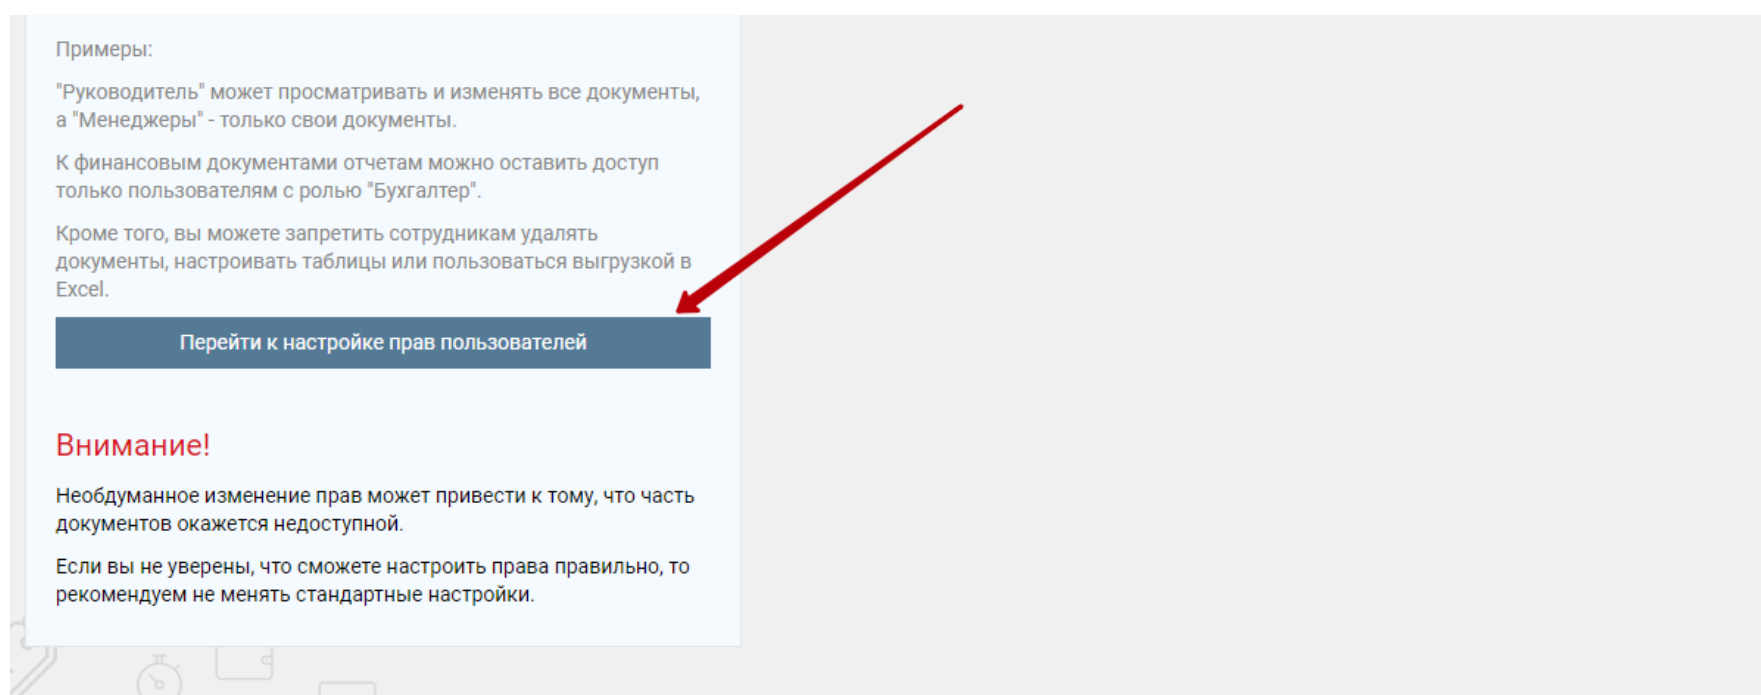 Примеры:
"Руководитель" может просматривать и изменять все документы,
а "Менеджеры" - только свои документы.
К финансовым документами отчетам можно оставить доступ
только пользователям с ролью "Бухгалтер".
Кроме того, вы можете запретить сотрудникам удалять
документы, настроивать таблицы или пользоваться выгрузкой в
Excel.
Перейти к настройке прав пользователей
Внимание!
Необдуманное изменение прав может привести к тому, что часть
документов окажется недоступной.
Если вы не уверены, что сможете настроить права правильно, то
рекомендуем не менять стандартные настройки.